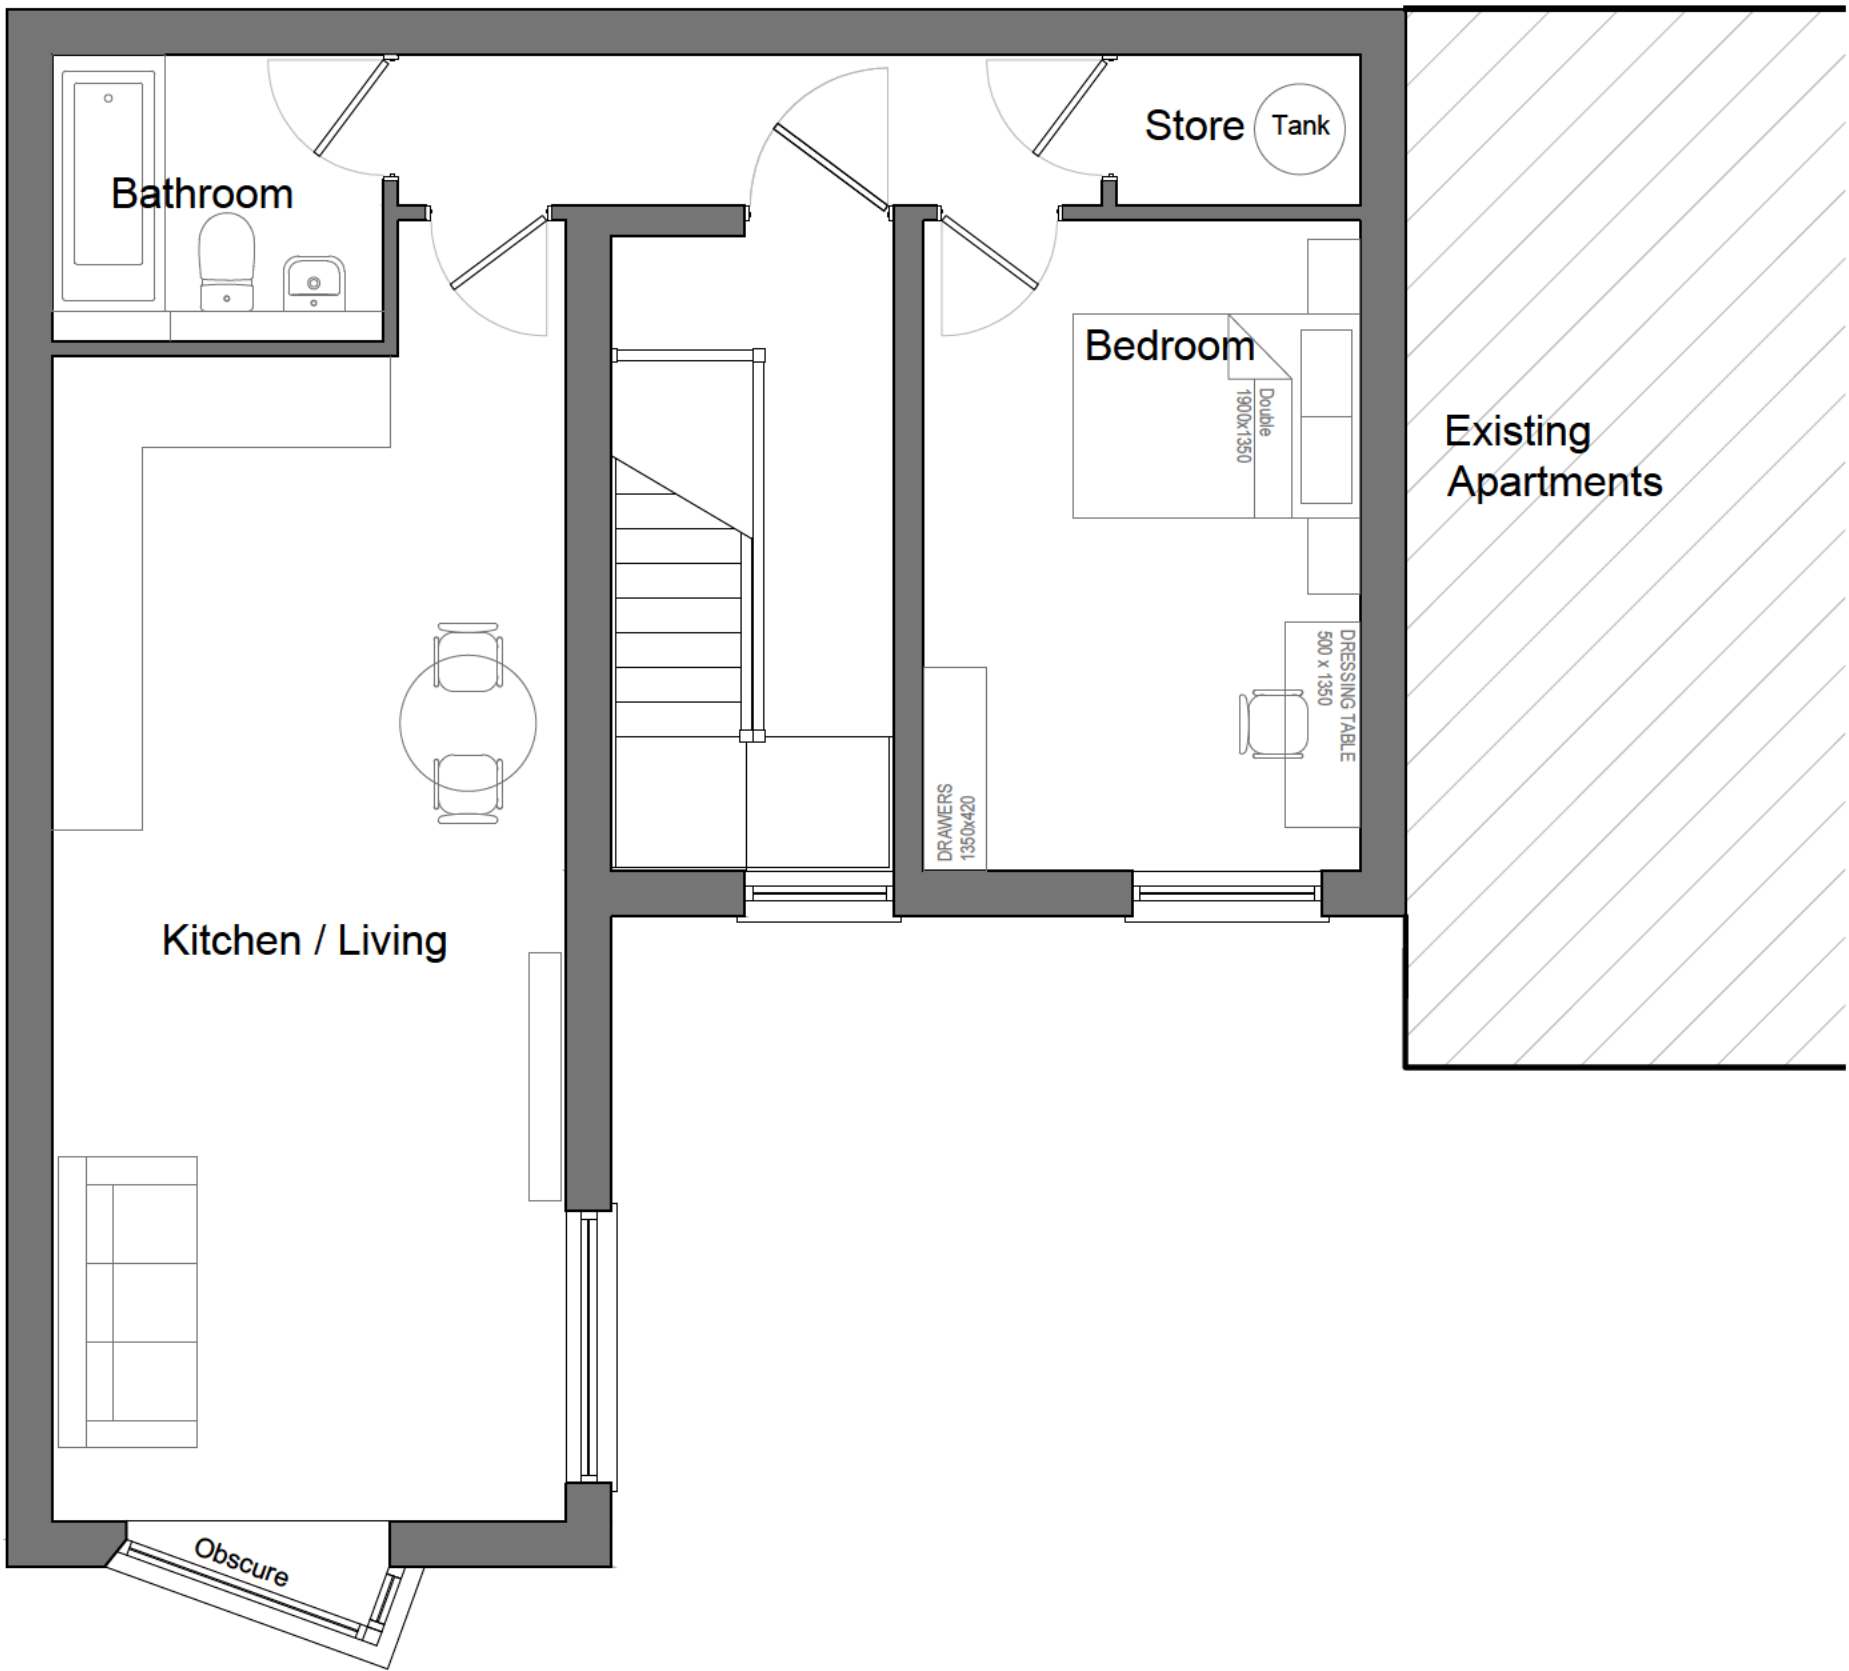 Bathroom
Store
Tank
Bedroom
Double
1900x1350
Existing
Apartments
DRESSING TABLE
500 x 1350
DRAWERS
1350x420
Kitchen / Living
Obscure